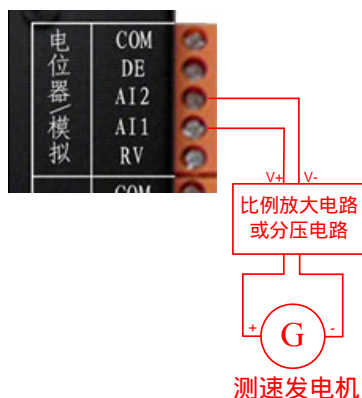 电位器/模拟
COM
DE
AI2
AI1
RV
COM
V+ V-
比例放大电路
或分压电路
+ G -
测速发电机